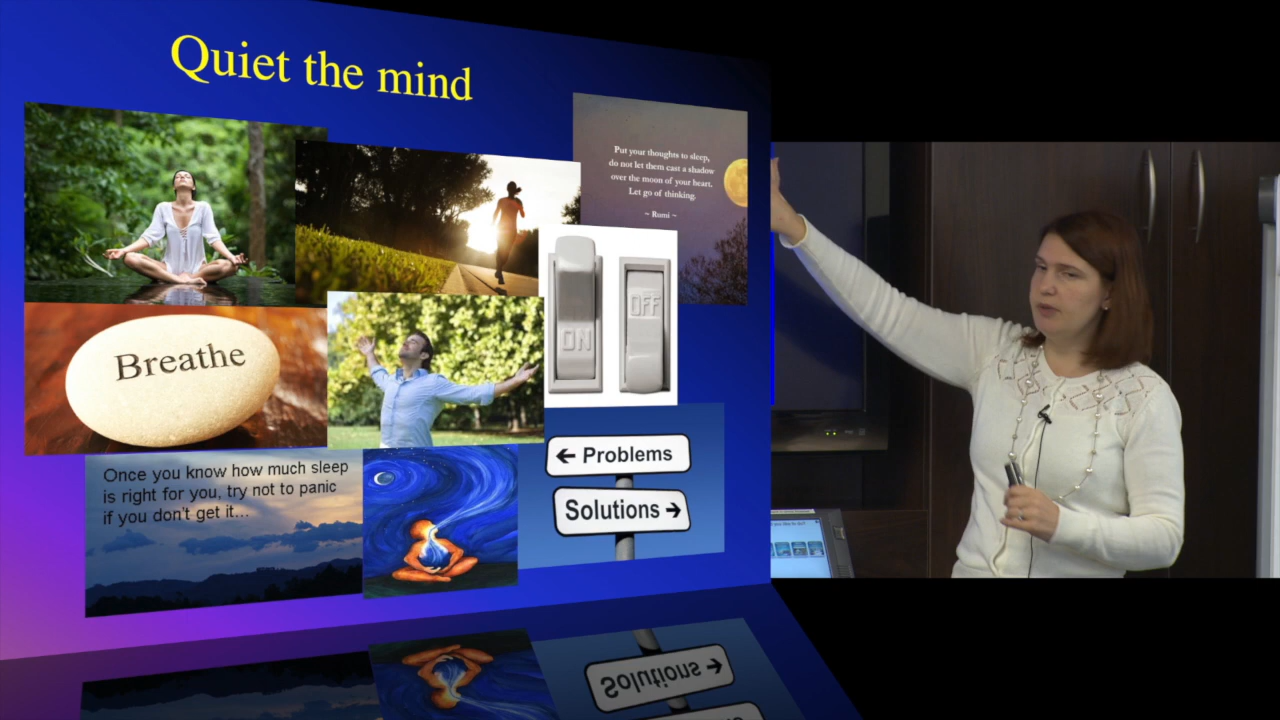 Quiet the mind
Put your thoughts to sleep,
do not let them cast a shadow
over the moon of your heart.
Let go of thinking.
~ Rumi ~
ON
OFF
Breathe
← Problems
Solutions →
Once you know how much sleep
is right for you, try not to panic
if you don't get it...
Solutions →